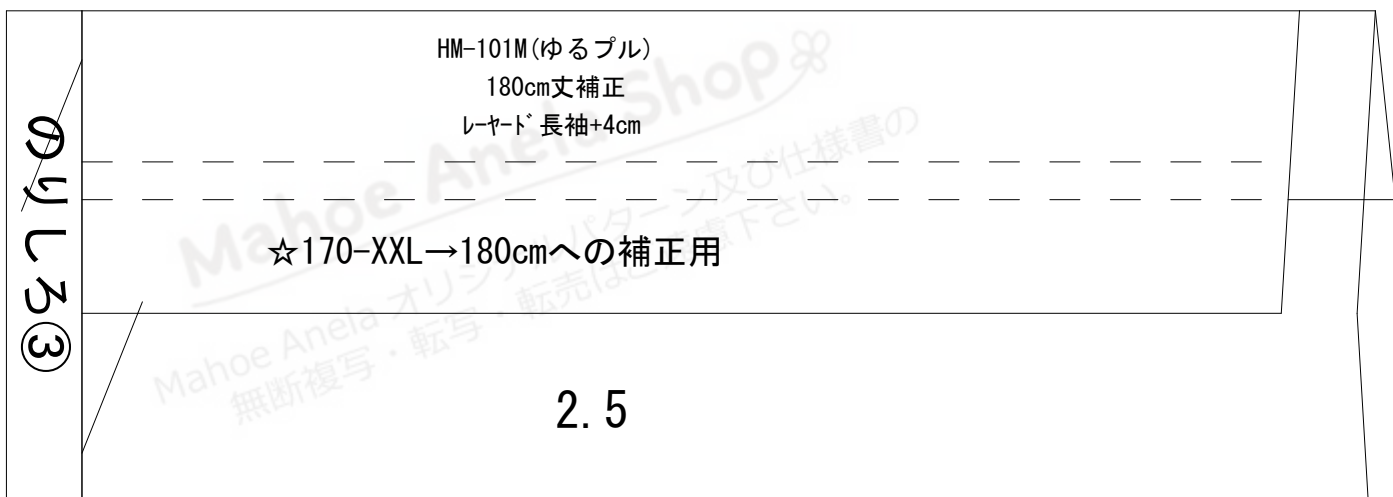 HM-101M(ゆるプル)
180cm丈補正
ﾚｰﾔｰﾄﾞ長袖+4cm
のりしろ③
☆170-XXL→180cmへの補正用
2.5
Mahoe Anela Shop
Mahoe Anela オリジナルパターン及び仕様書の
無断複写・転写・転売はご遠慮下さい。